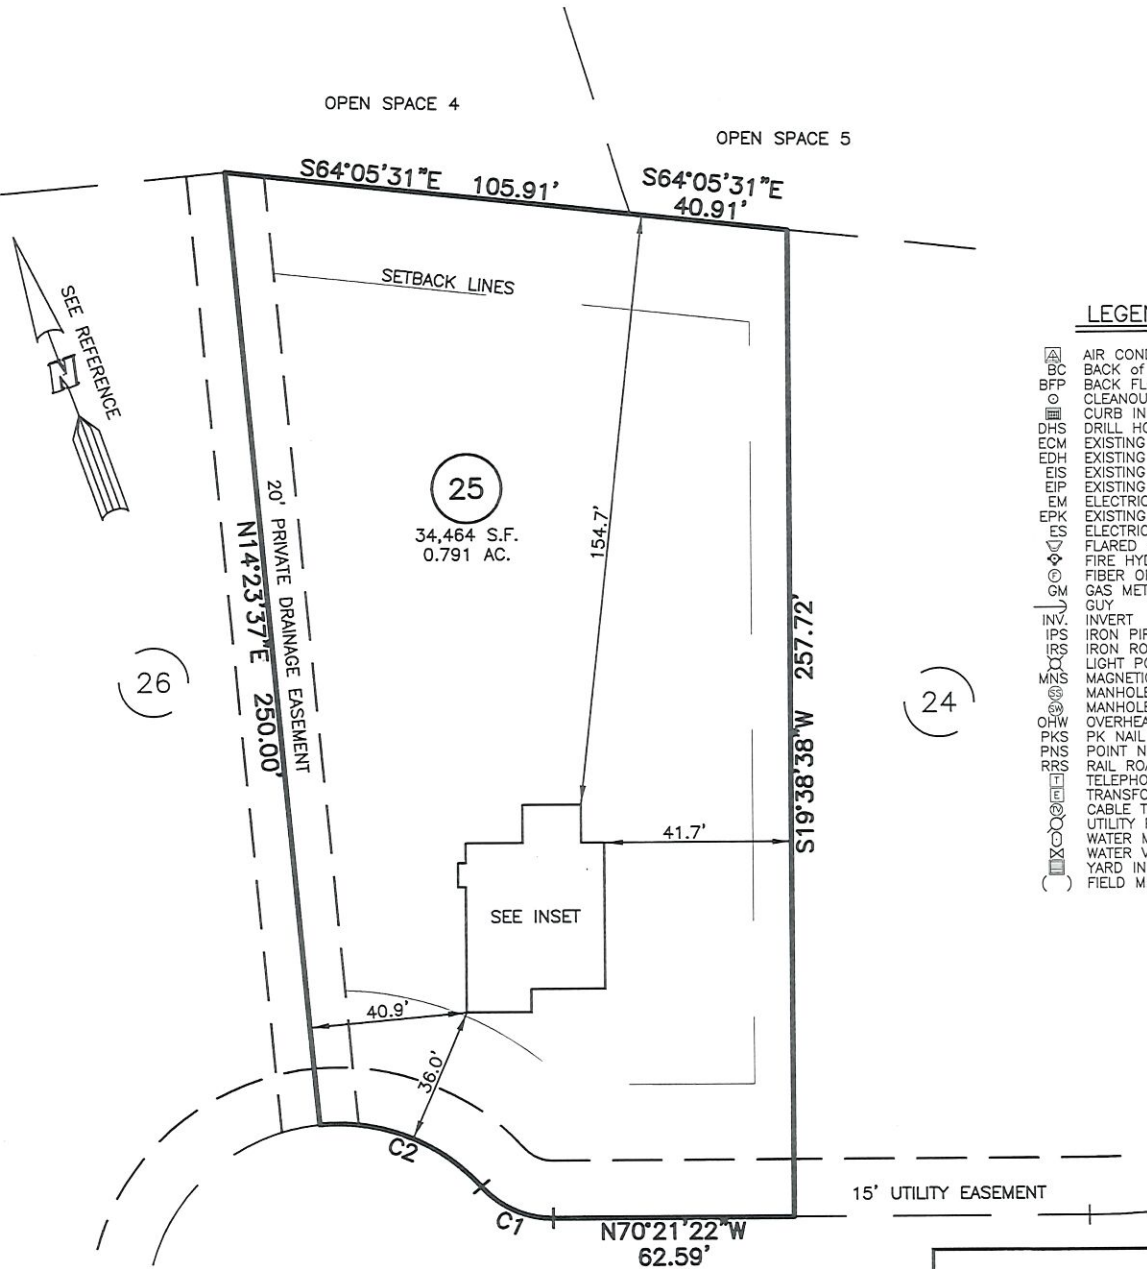 OPEN SPACE 4
OPEN SPACE 5
S64°05'31"E 105.91'
S64°05'31"E
40.91'
SETBACK LINES
SEE REFERENCE
N
25
34,464 S.F.
0.791 AC.
154.7'
20' PRIVATE DRAINAGE EASEMENT
N14°23'37"E 250.00'
26
24
S19°38'38"W 257.72'
41.7'
SEE INSET
40.9'
36.0'
C2
C1
15' UTILITY EASEMENT
N70°21'22"W
62.59'
LEGEN
A AIR CON
BC BACK of
BFP BACK FL
CLEANOU
CURB IN
DHS DRILL HO
ECM EXISTING
EDH EXISTING
EIS EXISTING
EIP EXISTING
EM ELECTRIC
EPK EXISTING
ES ELECTRIC
FLARED
FIRE HY
F FIBER O
GM GAS MET
GUY
INV. INVERT
IPS IRON PIP
IRS IRON RO
LIGHT PO
MNS MAGNETIC
SS MANHOLE
SW MANHOLE
OHW OVERHEA
PKS PK NAIL
PNS POINT N
RRS RAIL ROA
T TELEPHO
E TRANSFO
TV CABLE T
UTILITY
WATER M
WATER V
YARD IN
( ) FIELD M